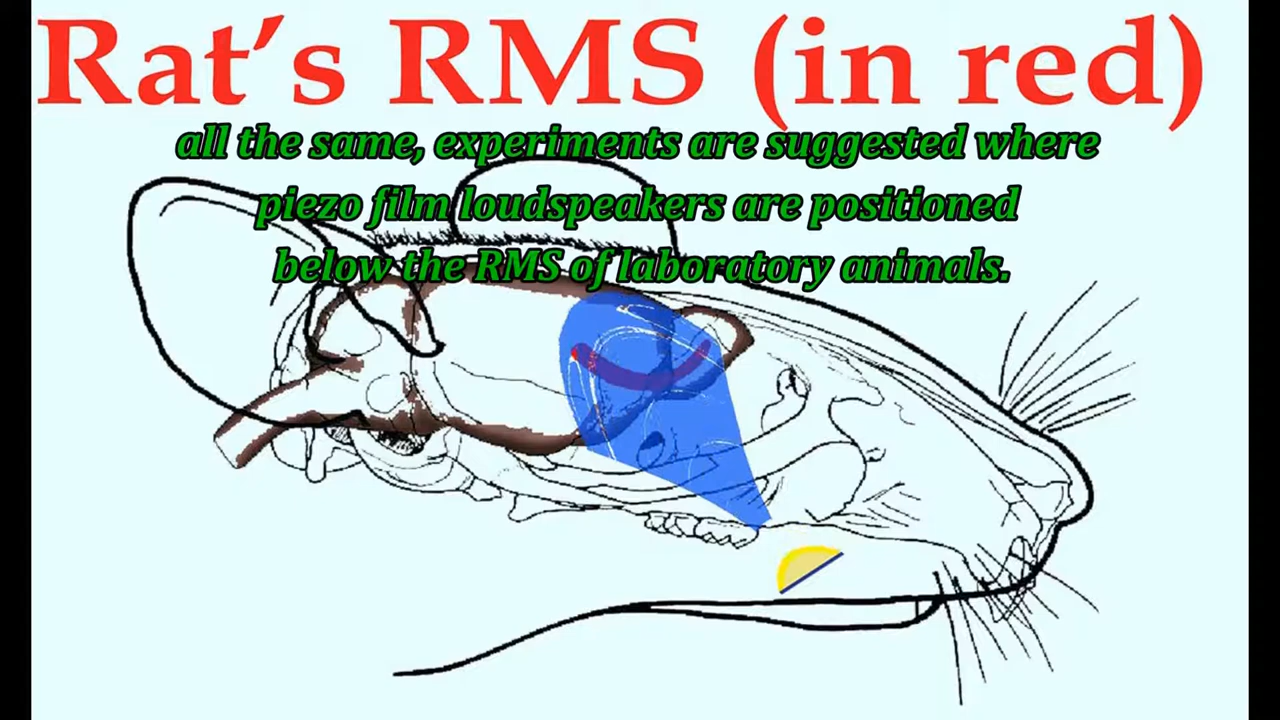 Rat’s RMS (in red)
all the same, experiments are suggested where
piezo film loudspeakers are positioned
below the RMS of laboratory animals.